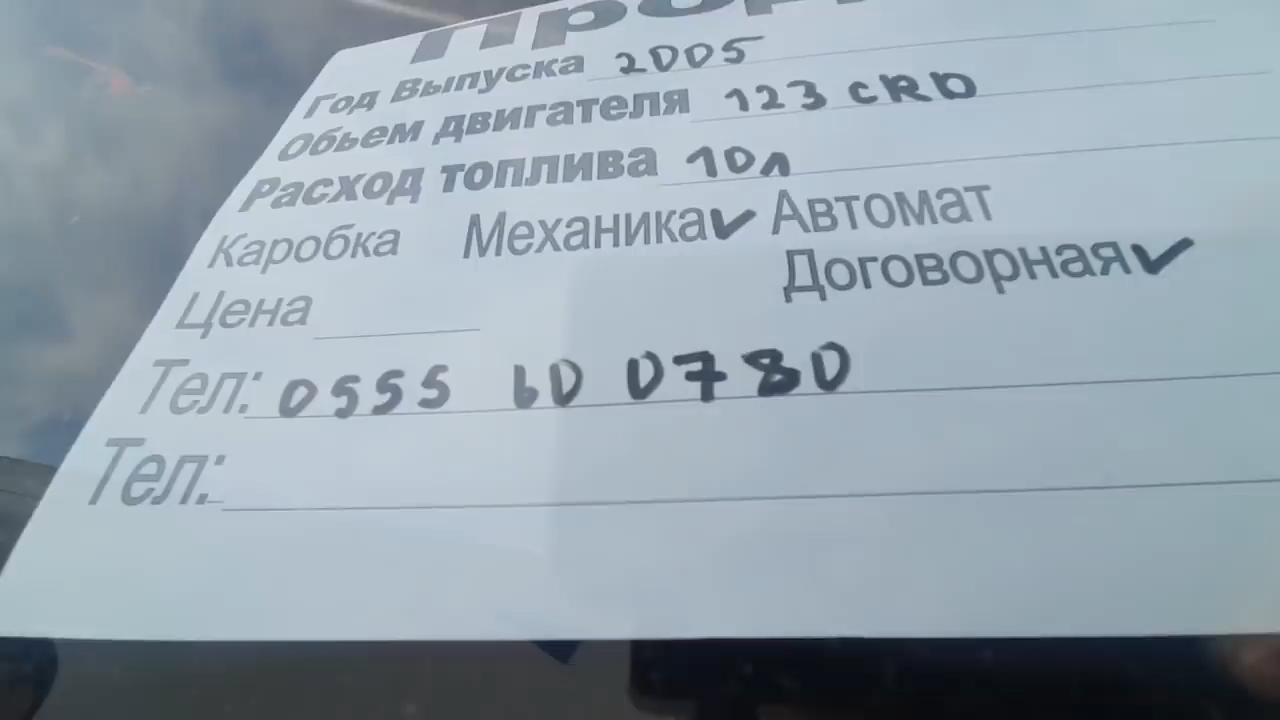 Год Выпуска 2005
Обьем двигателя 123 CRD
Расход топлива 10л
Каробка Механика✔ Автомат
Цена Договорная✔
Тел: 0555 60 0780
Тел: